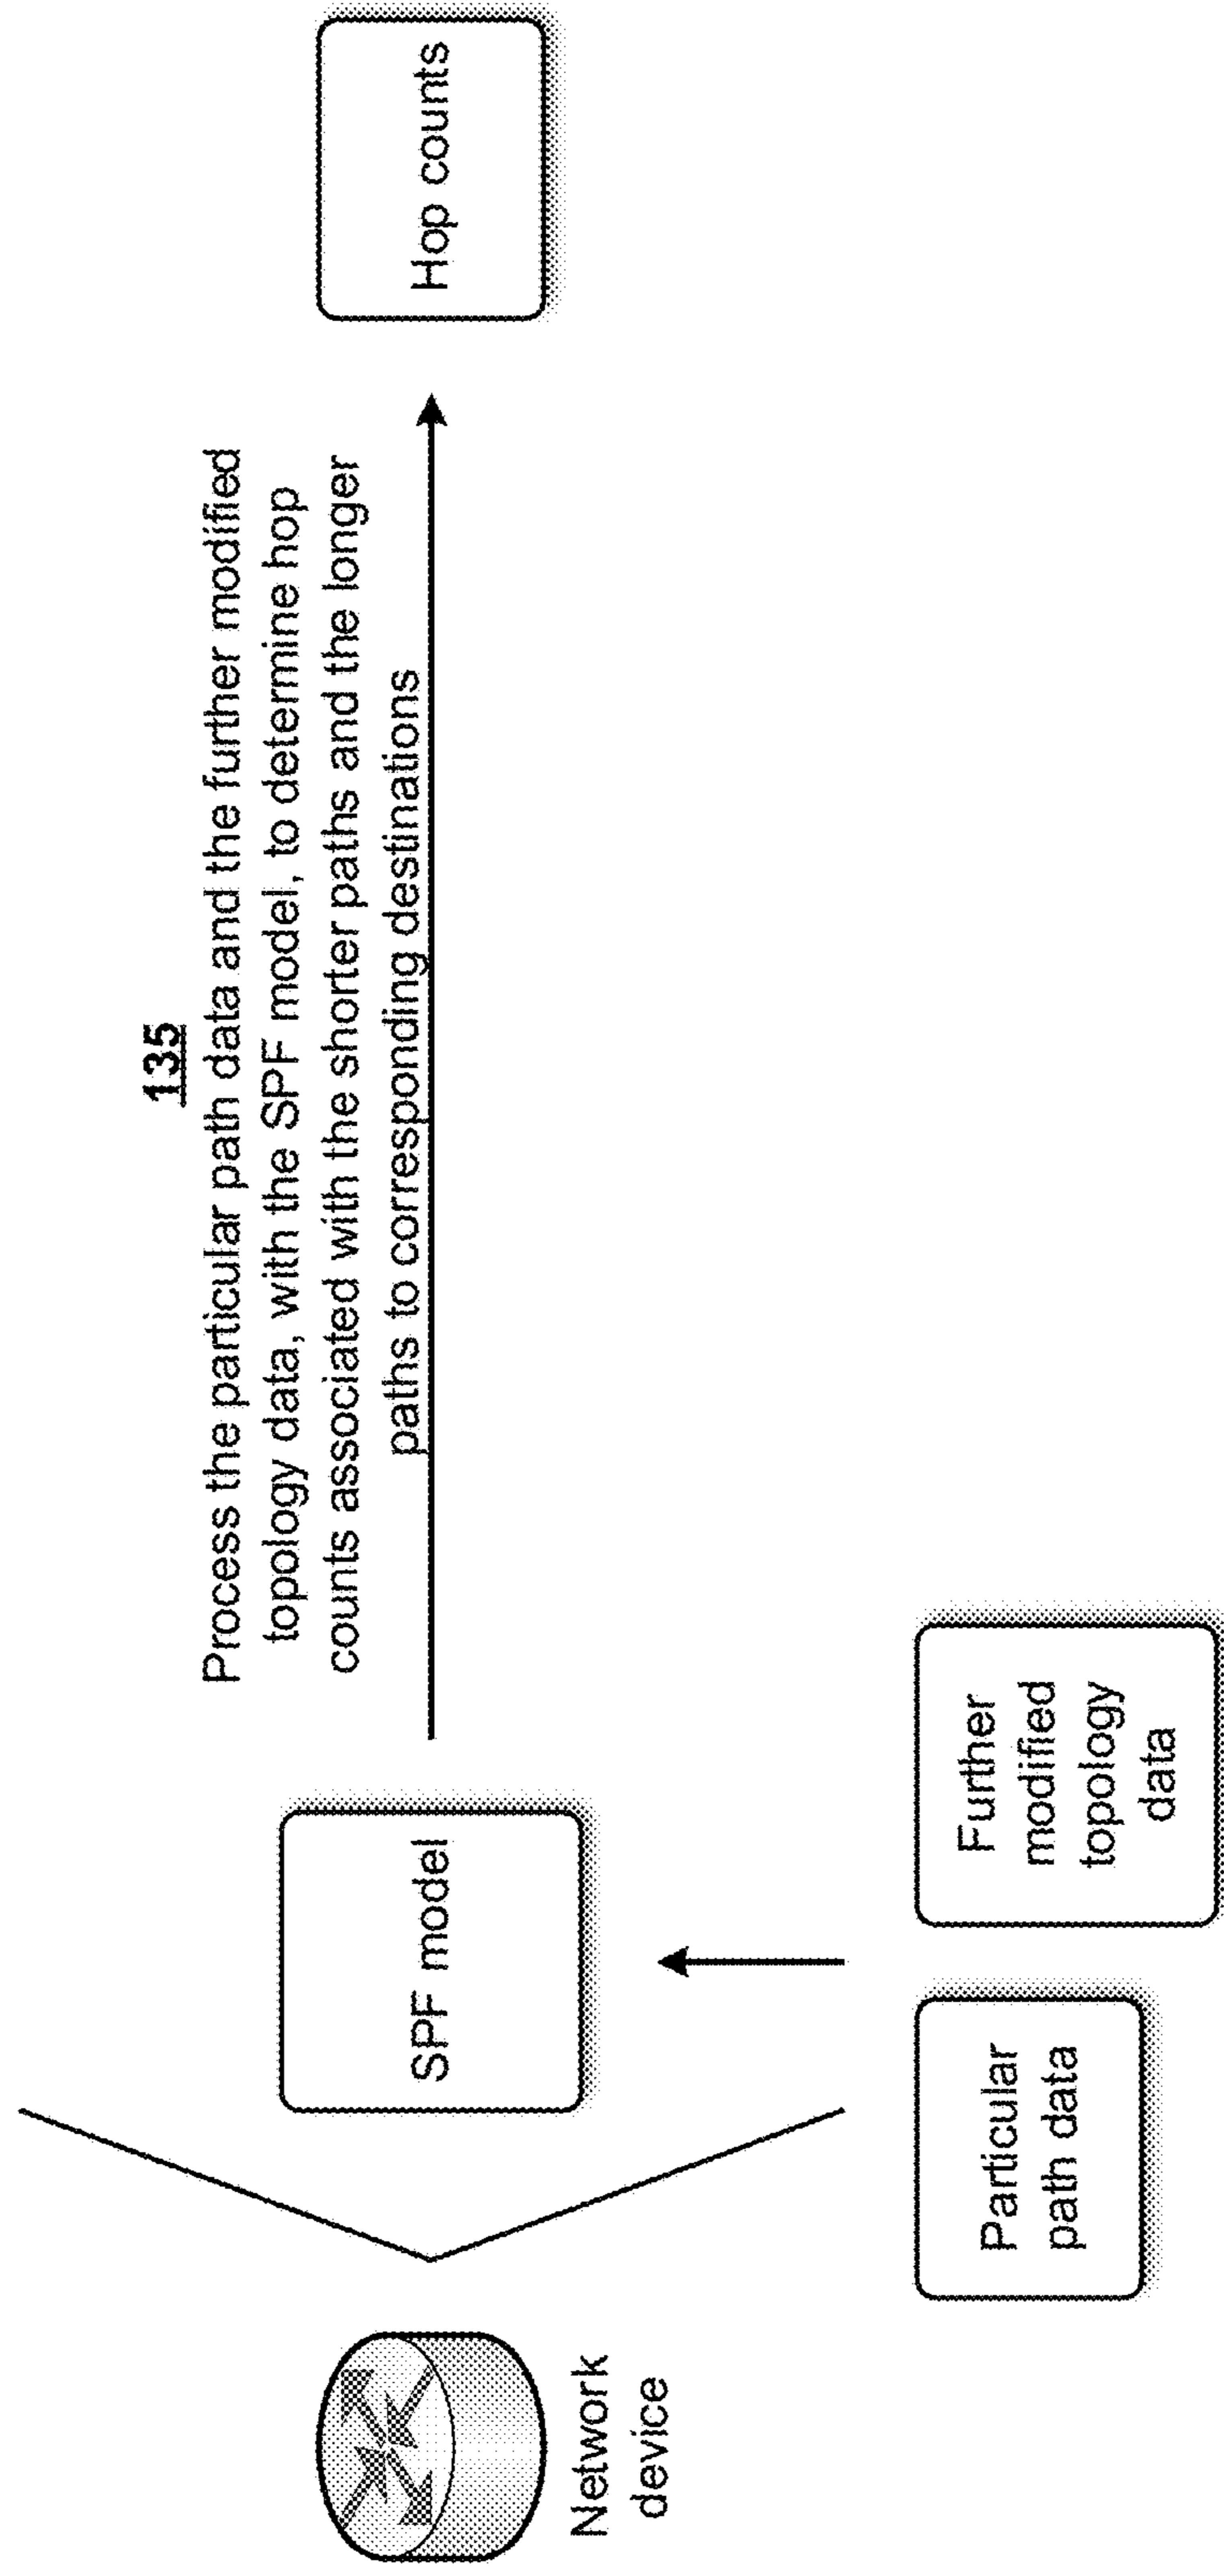 135
Process the particular path data and the further modified
topology data, with the SPF model, to determine hop
counts associated with the shorter paths and the longer
paths to corresponding destinations
Network
device
SPF model
Hop counts
Particular
path data
Further
modified
topology
data